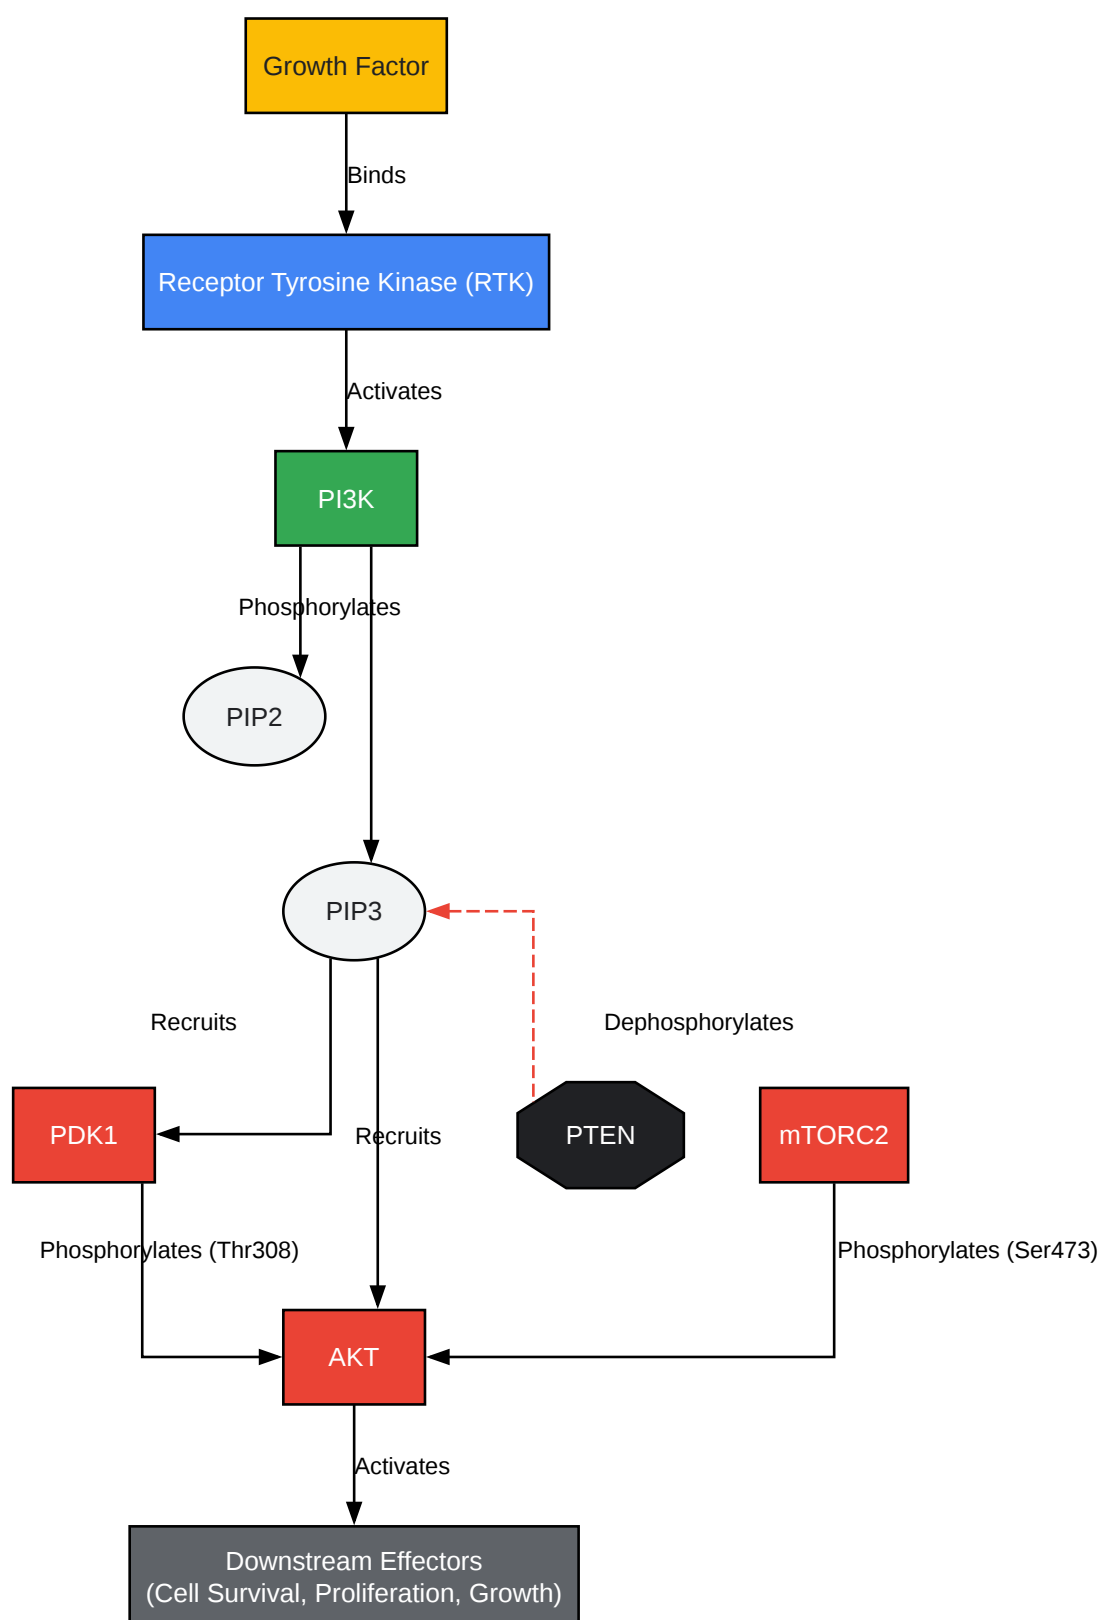 Growth Factor
Binds
Receptor Tyrosine Kinase (RTK)
Activates
PI3K
Phosphorylates
PIP2
PIP3
Recruits
Dephosphorylates
PDK1
Recruits
PTEN
mTORC2
Phosphorylates (Thr308)
Phosphorylates (Ser473)
AKT
Activates
Downstream Effectors
(Cell Survival, Proliferation, Growth)